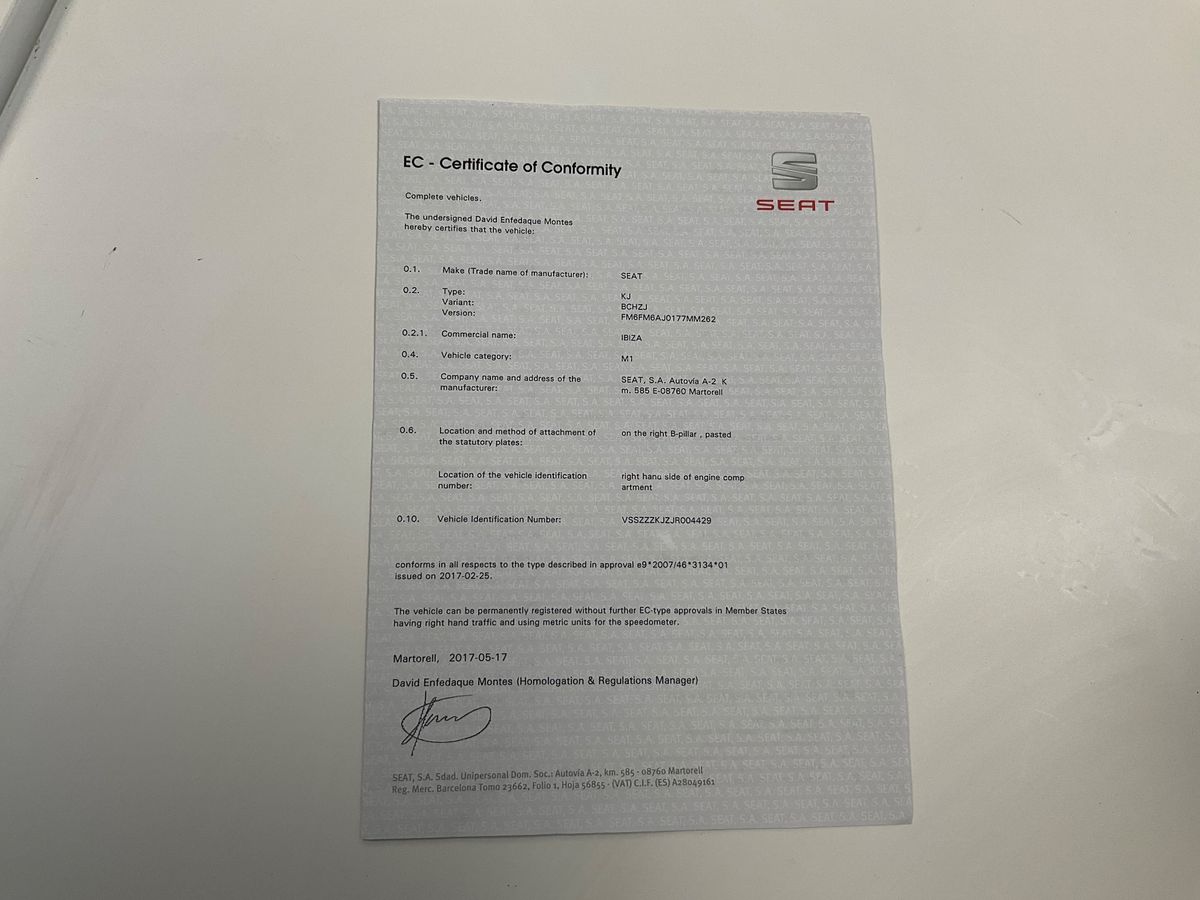 EC - Certificate of Conformity
SEAT
Complete vehicles.
The undersigned David Enfedaque Montes
hereby certifies that the vehicle:
0.1. Make (Trade name of manufacturer): SEAT
0.2. Type: KJ
Variant: BCHZJ
Version: FM6FM6AJ0177MM262
0.2.1. Commercial name: IBIZA
0.4. Vehicle category: M1
0.5. Company name and address of the SEAT, S.A. Autovía A-2 K
manufacturer: m. 585 E-08760 Martorell
0.6. Location and method of attachment of on the right B-pillar , pasted
the statutory plates:
Location of the vehicle identification right hand side of engine comp
number: artment
0.10. Vehicle Identification Number: VSSZZZKJZJR004429
conforms in all respects to the type described in approval e9*2007/46*3134*01
issued on 2017-02-25.
The vehicle can be permanently registered without further EC-type approvals in Member States
having right hand traffic and using metric units for the speedometer.
Martorell, 2017-05-17
David Enfedaque Montes (Homologation & Regulations Manager)
SEAT, S.A. Sdad. Unipersonal Dom. Soc.: Autovía A-2, km. 585 - 08760 Martorell
Reg. Merc. Barcelona Tomo 23662, Folio 1, Hoja 56855 - (VAT) C.I.F. (ES) A28049161